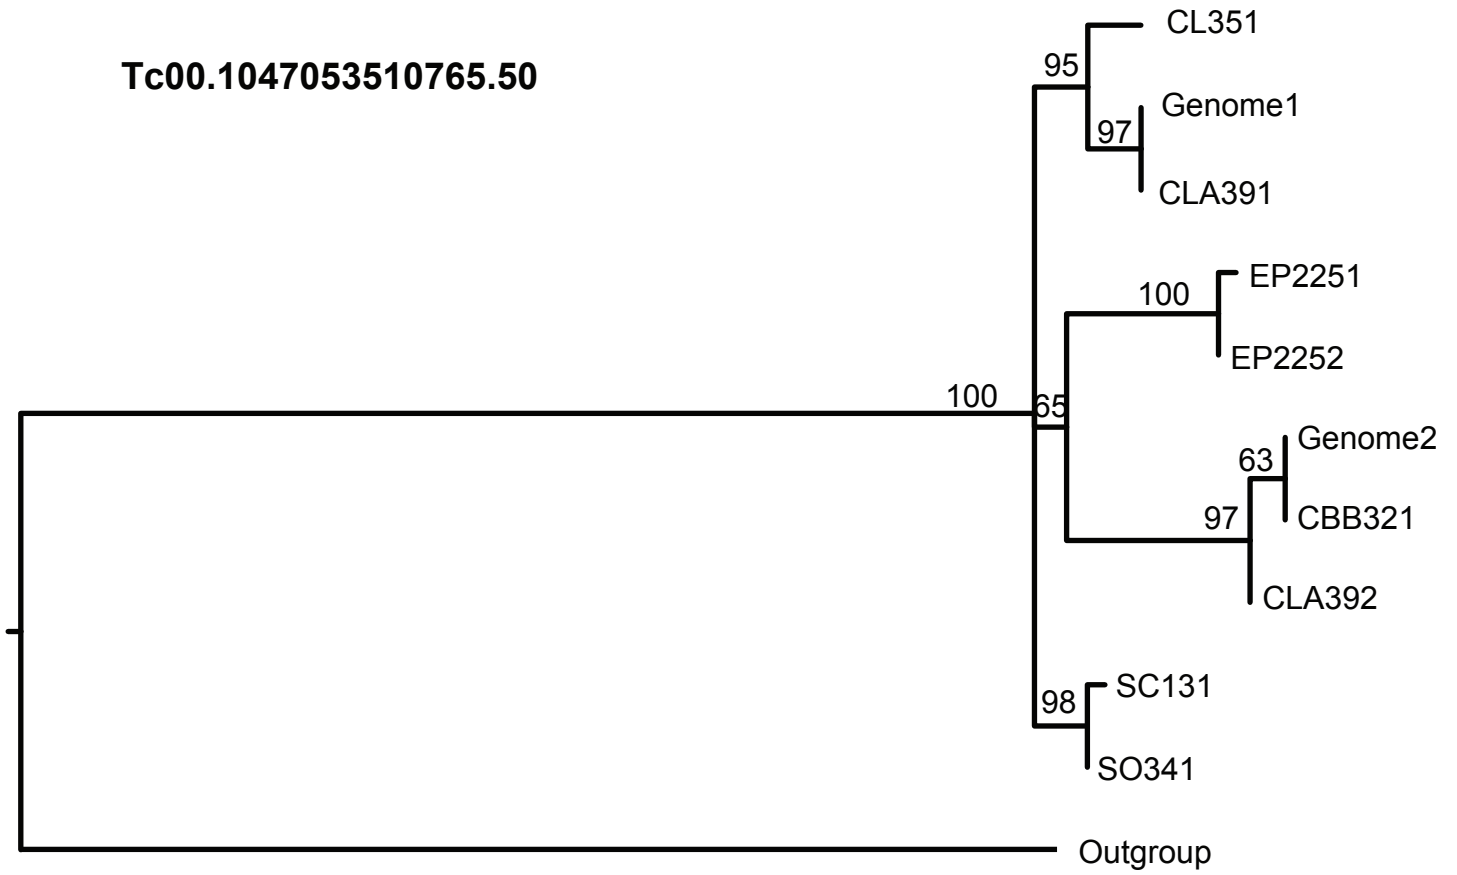 CL351
Tc00.1047053510765.50
95
Genome1
97
CLA391
EP2251
100
EP2252
100
65
Genome2
63
CBB321
97
CLA392
SC131
98
SO341
Outgroup